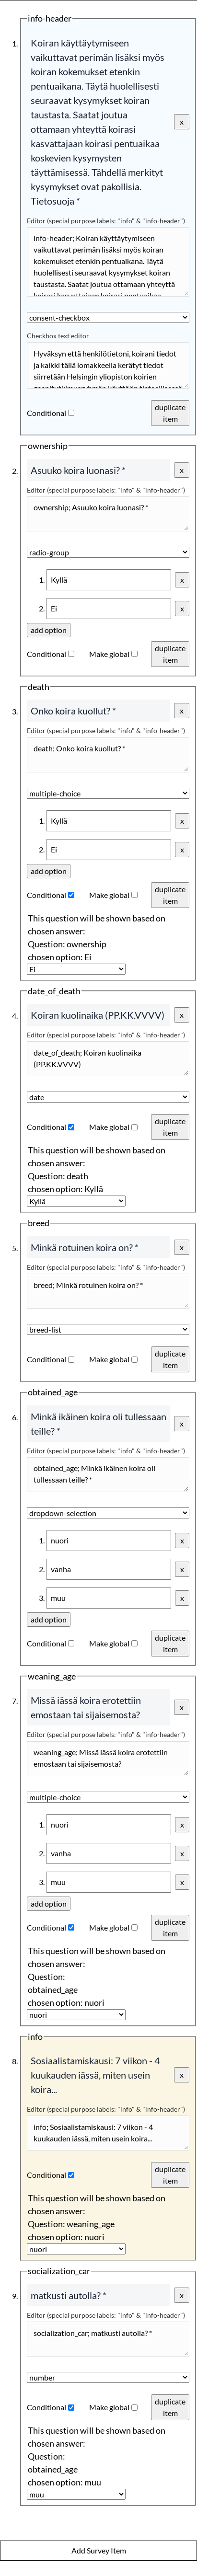 info-header
1.
Koiran käyttäytymiseen
vaikuttavat perimän lisäksi myös
koiran kokemukset etenkin
pentuaikana. Täytä huolellisesti
seuraavat kysymykset koiran
taustasta. Saatat joutua
ottamaan yhteyttä koirasi
kasvattajaan koirasi pentuaikaa
koskevien kysymysten
täyttämisessä. Tähdellä merkityt
kysymykset ovat pakollisia.
Tietosuoja *
x
Editor (special purpose labels: "info" & "info-header")
info-header; Koiran käyttäytymiseen
vaikuttavat perimän lisäksi myös
koiran kokemukset etenkin
pentuaikana. Täytä huolellisesti
seuraavat kysymykset koiran
taustasta. Saatat joutua ottamaan
yhteyttä koirasi kasvattajaan
koirasi pentuaikaa
consent-checkbox
Checkbox text editor
Hyväksyn että henkilötietoni, koirani tiedot
ja kaikki tällä lomakkeella kerätyt tiedot
siirretään Helsingin yliopiston koirien
Conditional
duplicate
item
ownership
2.
Asuuko koira luonasi? *
x
Editor (special purpose labels: "info" & "info-header")
ownership; Asuuko koira luonasi? *
radio-group
1. Kyllä x
2. Ei x
add option
Conditional Make global duplicate
item
death
3.
Onko koira kuollut? *
x
Editor (special purpose labels: "info" & "info-header")
death; Onko koira kuollut? *
multiple-choice
1. Kyllä x
2. Ei x
add option
Conditional Make global duplicate
item
This question will be shown based on
chosen answer:
Question: ownership
chosen option: Ei
Ei
date_of_death
4.
Koiran kuolinaika (PP.KK.VVVV)
x
Editor (special purpose labels: "info" & "info-header")
date_of_death; Koiran kuolinaika
(PP.KK.VVVV)
date
Conditional Make global duplicate
item
This question will be shown based on
chosen answer:
Question: death
chosen option: Kyllä
Kyllä
breed
5.
Minkä rotuinen koira on? *
x
Editor (special purpose labels: "info" & "info-header")
breed; Minkä rotuinen koira on? *
breed-list
Conditional Make global duplicate
item
obtained_age
6.
Minkä ikäinen koira oli tullessaan
teille? *
x
Editor (special purpose labels: "info" & "info-header")
obtained_age; Minkä ikäinen koira oli
tullessaan teille? *
dropdown-selection
1. nuori x
2. vanha x
3. muu x
add option
Conditional Make global duplicate
item
weaning_age
7.
Missä iässä koira erotettiin
emostaan tai sijaisemosta?
x
Editor (special purpose labels: "info" & "info-header")
weaning_age; Missä iässä koira erotettiin
emostaan tai sijaisemosta?
multiple-choice
1. nuori x
2. vanha x
3. muu x
add option
Conditional Make global duplicate
item
This question will be shown based on
chosen answer:
Question:
obtained_age
chosen option: nuori
nuori
info
8.
Sosiaalistamiskausi: 7 viikon - 4
kuukauden iässä, miten usein
koira...
x
Editor (special purpose labels: "info" & "info-header")
info; Sosiaalistamiskausi: 7 viikon - 4
kuukauden iässä, miten usein koira...
Conditional
duplicate
item
This question will be shown based on
chosen answer:
Question: weaning_age
chosen option: nuori
nuori
socialization_car
9.
matkusti autolla? *
x
Editor (special purpose labels: "info" & "info-header")
socialization_car; matkusti autolla? *
number
Conditional Make global duplicate
item
This question will be shown based on
chosen answer:
Question:
obtained_age
chosen option: muu
muu
Add Survey Item